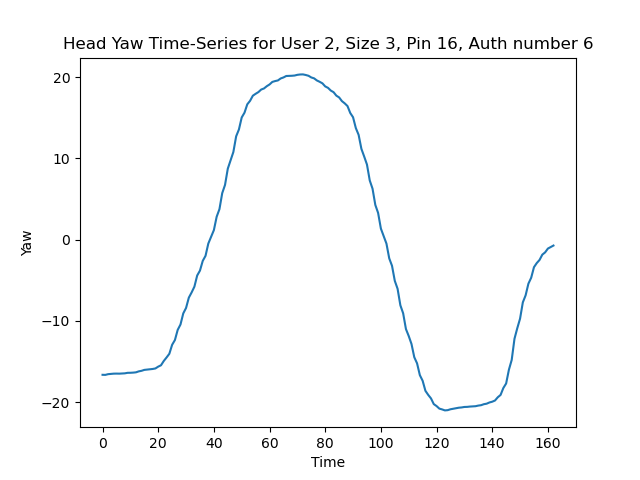 Head Yaw Time-Series for User 2, Size 3, Pin 16, Auth number 6
20
10
0
−10
−20
Yaw
0 20 40 60 80 100 120 140 160
Time